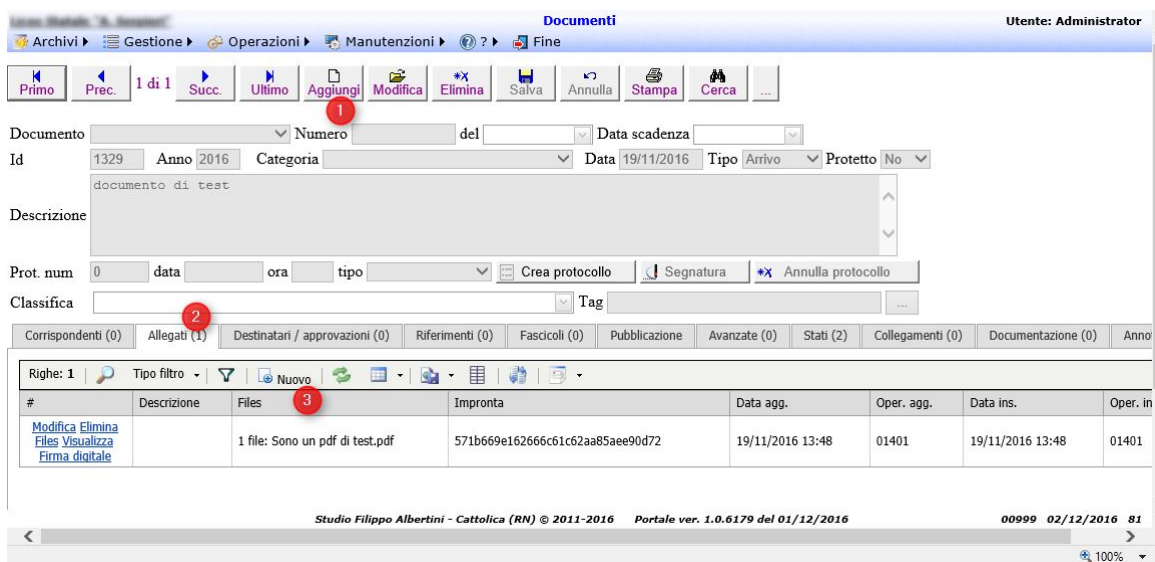 Documenti Utente: Administrator
Archivi Gestione Operazioni Manutenzioni ? Fine
Primo Prec. 1 di 1 Succ. Ultimo Aggiungi Modifica Elimina Salva Annulla Stampa Cerca ...
1
Documento Numero del Data scadenza
Id 1329 Anno 2016 Categoria Data 19/11/2016 Tipo Arrivo Protetto No
documento di test
Descrizione
Prot. num 0 data ora tipo Crea protocollo Segnatura Annulla protocollo
Classifica Tag ...
2
Corrispondenti (0) Allegati (1) Destinatari / approvazioni (0) Riferimenti (0) Fascicoli (0) Pubblicazione Avanzate (0) Stati (2) Collegamenti (0) Documentazione (0) Anno
Righe: 1 Tipo filtro Nuovo
3
# Descrizione Files Impronta Data agg. Oper. agg. Data ins. Oper. in
Modifica Elimina
Files Visualizza 1 file: Sono un pdf di test.pdf 571b669e162666c61c62aa85aee90d72 19/11/2016 13:48 01401 19/11/2016 13:48 01401
Firma digitale
Studio Filippo Albertini - Cattolica (RN) © 2011-2016 Portale ver. 1.0.6179 del 01/12/2016 00999 02/12/2016 81
100%